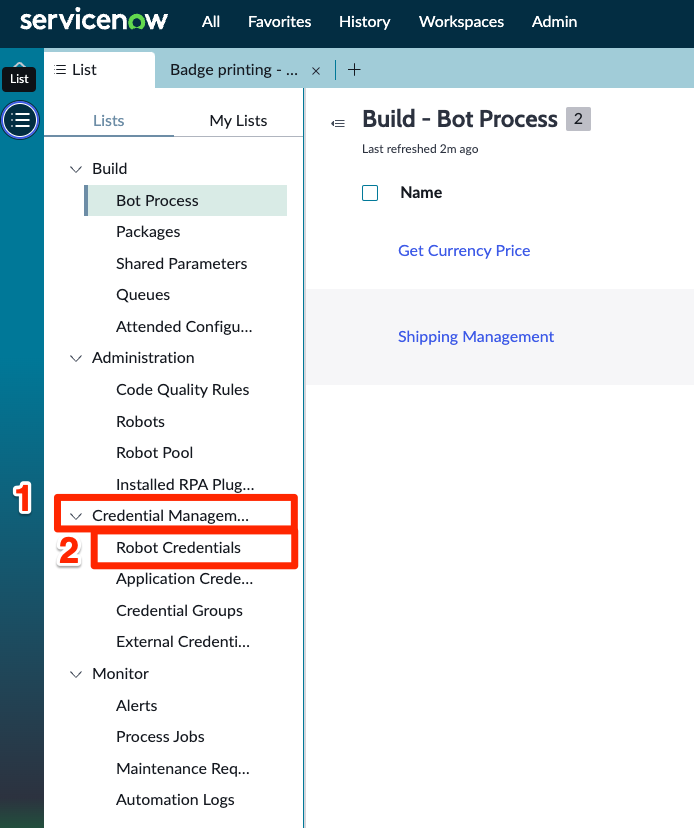 servicenow All Favorites History Workspaces Admin
List Badge printing - ... × +
List
Lists My Lists
Build - Bot Process 2
Last refreshed 2m ago
Name
Get Currency Price
Shipping Management
Build
Bot Process
Packages
Shared Parameters
Queues
Attended Configu...
Administration
Code Quality Rules
Robots
Robot Pool
Installed RPA Plug...
1
Credential Managem...
2
Robot Credentials
Application Crede...
Credential Groups
External Credenti...
Monitor
Alerts
Process Jobs
Maintenance Req...
Automation Logs